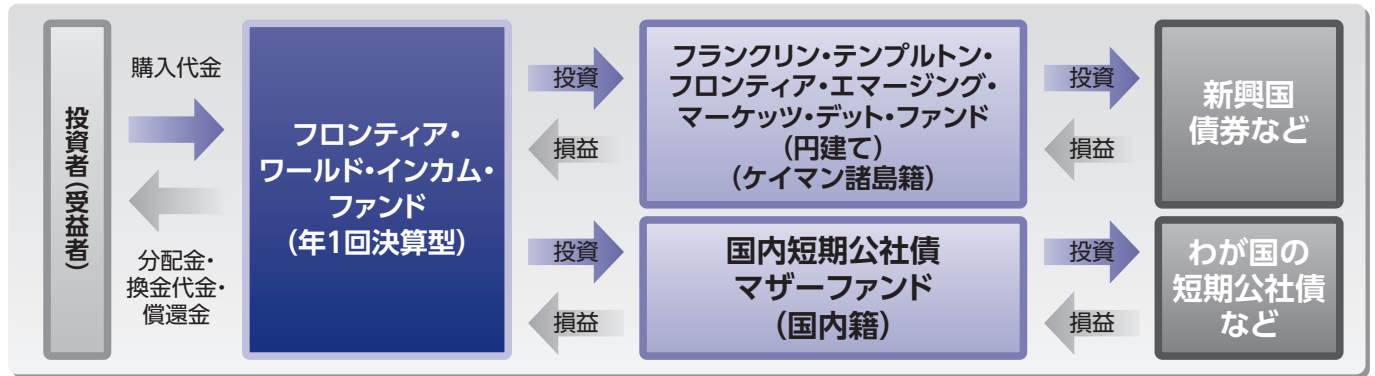 投資者(受益者)
購入代金
分配金・
換金代金・
償還金
フロンティア・
ワールド・インカム・
ファンド
(年1回決算型)
投資
損益
フランクリン・テンプルトン・
フロンティア・エマージング・
マーケッツ・デット・ファンド
(円建て)
(ケイマン諸島籍)
投資
損益
新興国
債券など
投資
損益
国内短期公社債
マザーファンド
(国内籍)
投資
損益
わが国の
短期公社債
など